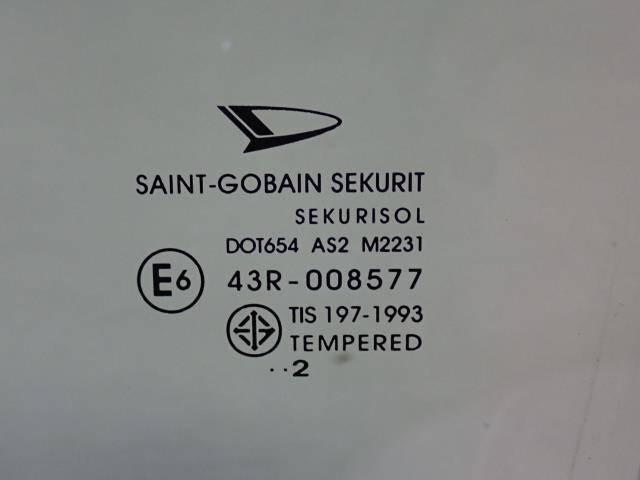 SAINT-GOBAIN SEKURIT
SEKURISOL
DOT654 AS2 M2231
E6 43R-008577
TIS 197-1993
TEMPERED
..2